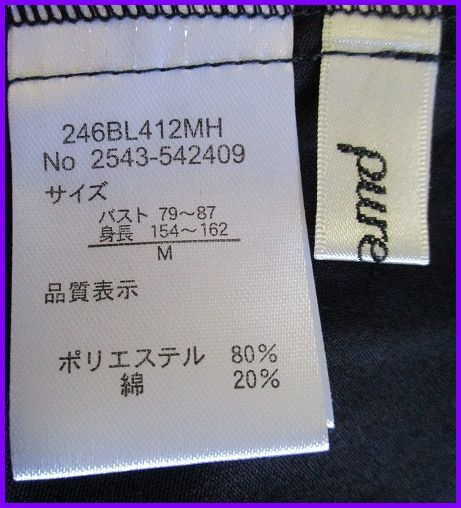 246BL412MH
No 2543-542409
サイズ
バスト 79～87
身長 154～162
M
品質表示
ポリエステル 80%
綿 20%
pure